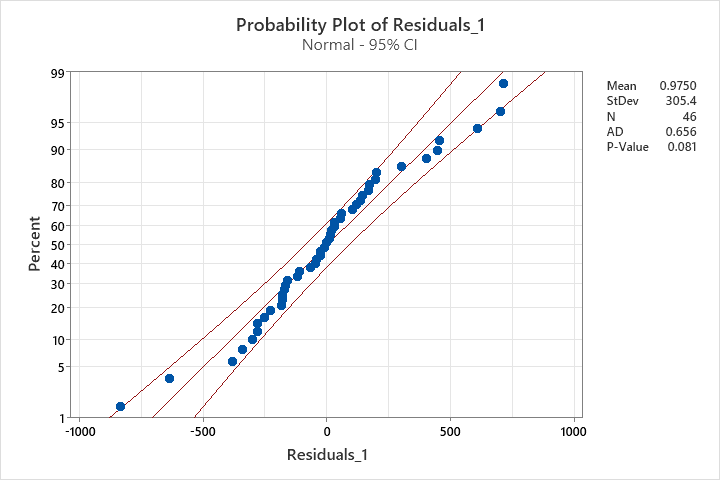 Probability Plot of Residuals_1
Normal - 95% CI
Mean 0.9750
StDev 305.4
N 46
AD 0.656
P-Value 0.081
Percent
99
95
90
80
70
60
50
40
30
20
10
5
1
-1000 -500 0 500 1000
Residuals_1